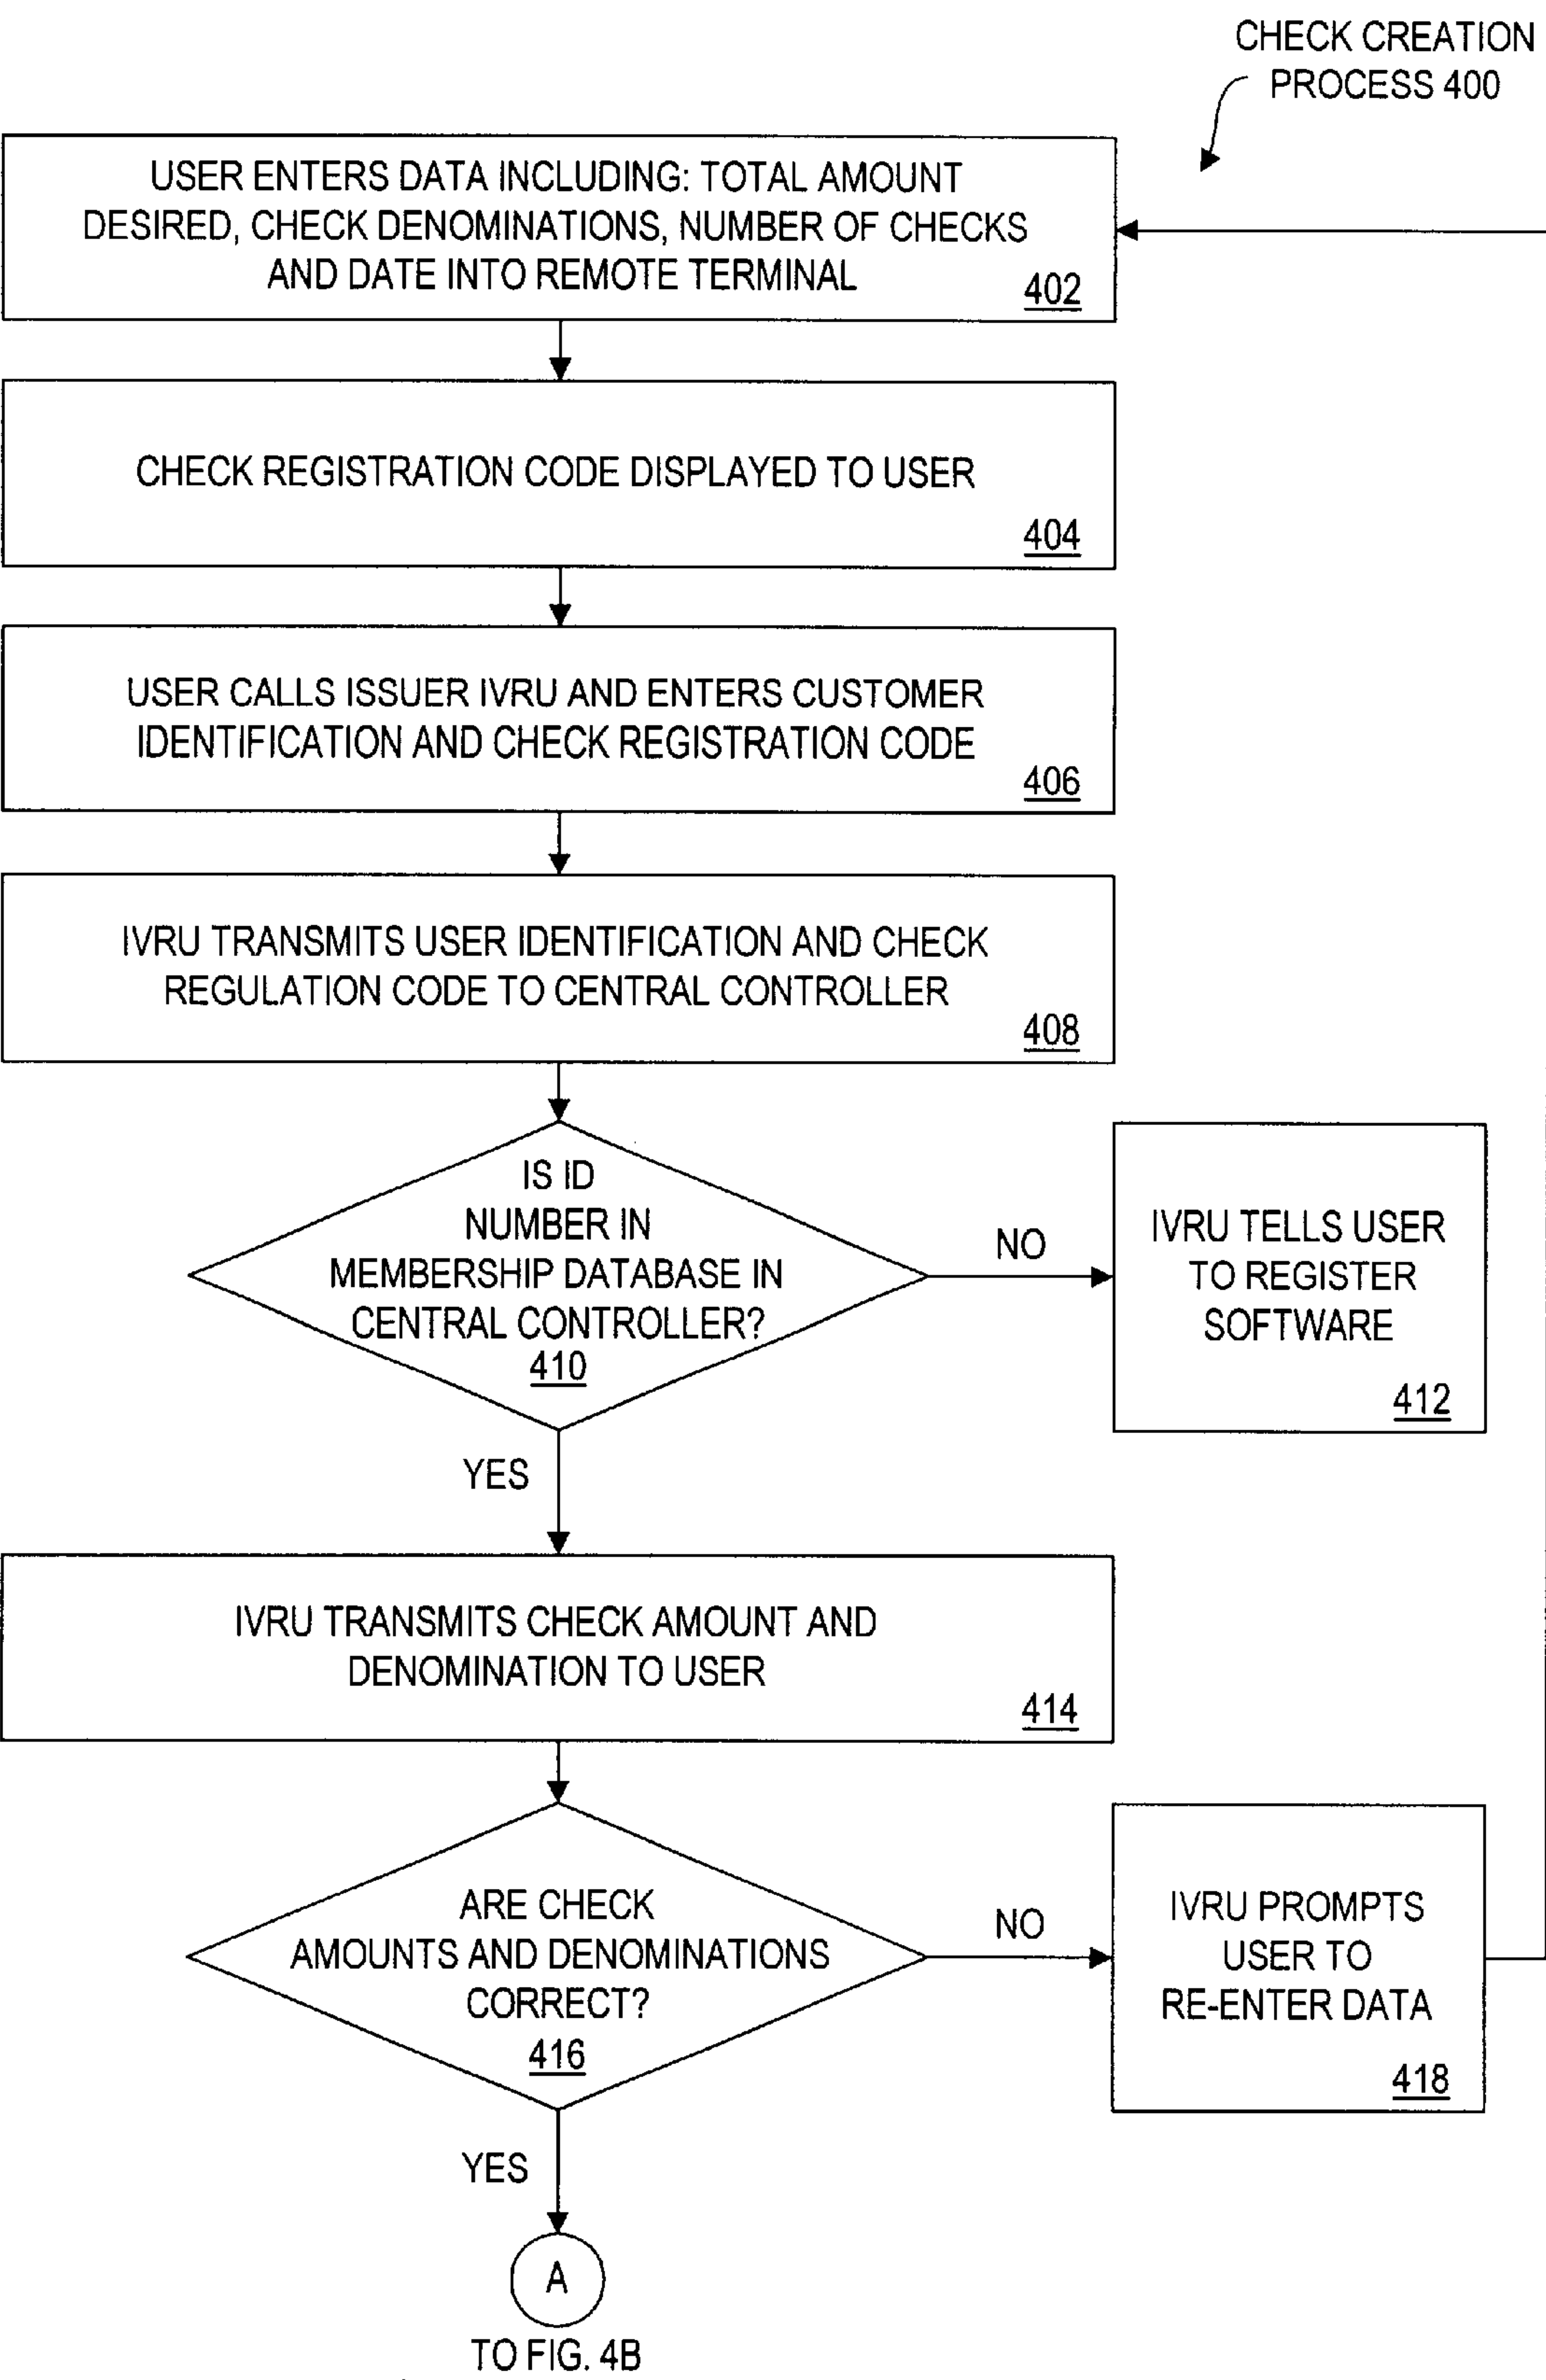 CHECK CREATION
PROCESS 400
USER ENTERS DATA INCLUDING: TOTAL AMOUNT
DESIRED, CHECK DENOMINATIONS, NUMBER OF CHECKS
AND DATE INTO REMOTE TERMINAL
402
CHECK REGISTRATION CODE DISPLAYED TO USER
404
USER CALLS ISSUER IVRU AND ENTERS CUSTOMER
IDENTIFICATION AND CHECK REGISTRATION CODE
406
IVRU TRANSMITS USER IDENTIFICATION AND CHECK
REGULATION CODE TO CENTRAL CONTROLLER
408
IS ID
NUMBER IN
MEMBERSHIP DATABASE IN
CENTRAL CONTROLLER?
410
NO
IVRU TELLS USER
TO REGISTER
SOFTWARE
412
YES
IVRU TRANSMITS CHECK AMOUNT AND
DENOMINATION TO USER
414
ARE CHECK
AMOUNTS AND DENOMINATIONS
CORRECT?
416
NO
IVRU PROMPTS
USER TO
RE-ENTER DATA
418
YES
A
TO FIG. 4B